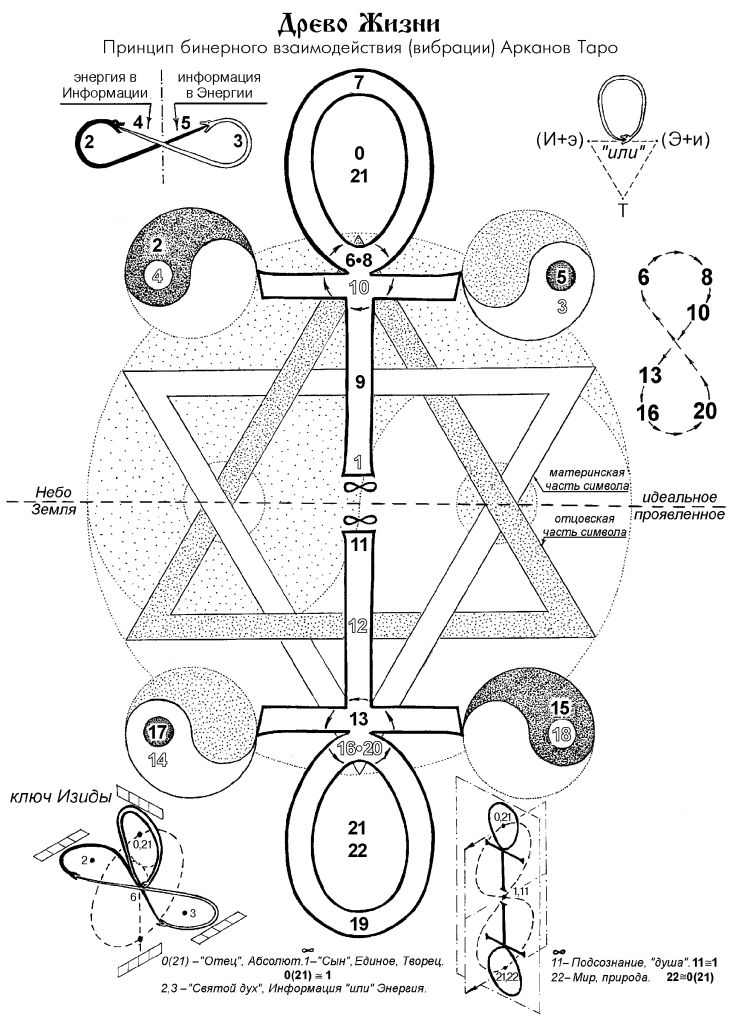 Древо Жизни
Принцип бинерного взаимодействия (вибрации) Арканов Таро
энергия в
Информации
информация
в Энергии
4 5
2 3
7
0
21
(И+э) "или" (Э+и)
Т
2
4
6•8
10
5
3
6 8
10
13
16 20
9
1
∞
материнская
часть символа
Небо
Земля
идеальное
проявленное
отцовская
часть символа
∞
11
12
17
14
13
16•20
15
18
ключ Изиды
21
22
19
0,21
2
6
3
1
0,21
1,11
21,22
∞
0(21) –"Отец", Абсолют.1–"Сын", Единое, Творец.
0(21) ≅ 1
2,3 –"Святой дух", Информация "или" Энергия.
∞
11– Подсознание, "душа". 11≅1
22– Мир, природа. 22≅0(21)